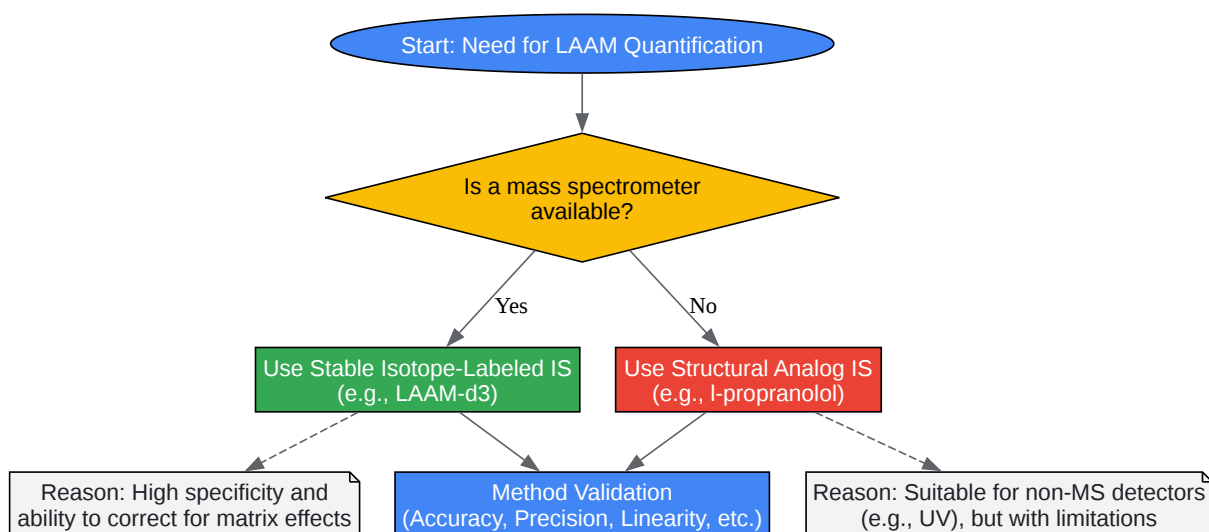 Start: Need for LAAM Quantification
Is a mass spectrometer
available?
Yes
No
Use Stable Isotope-Labeled IS
(e.g., LAAM-d3)
Use Structural Analog IS
(e.g., l-propranolol)
Reason: High specificity and
ability to correct for matrix effects
Method Validation
(Accuracy, Precision, Linearity, etc.)
Reason: Suitable for non-MS detectors
(e.g., UV), but with limitations